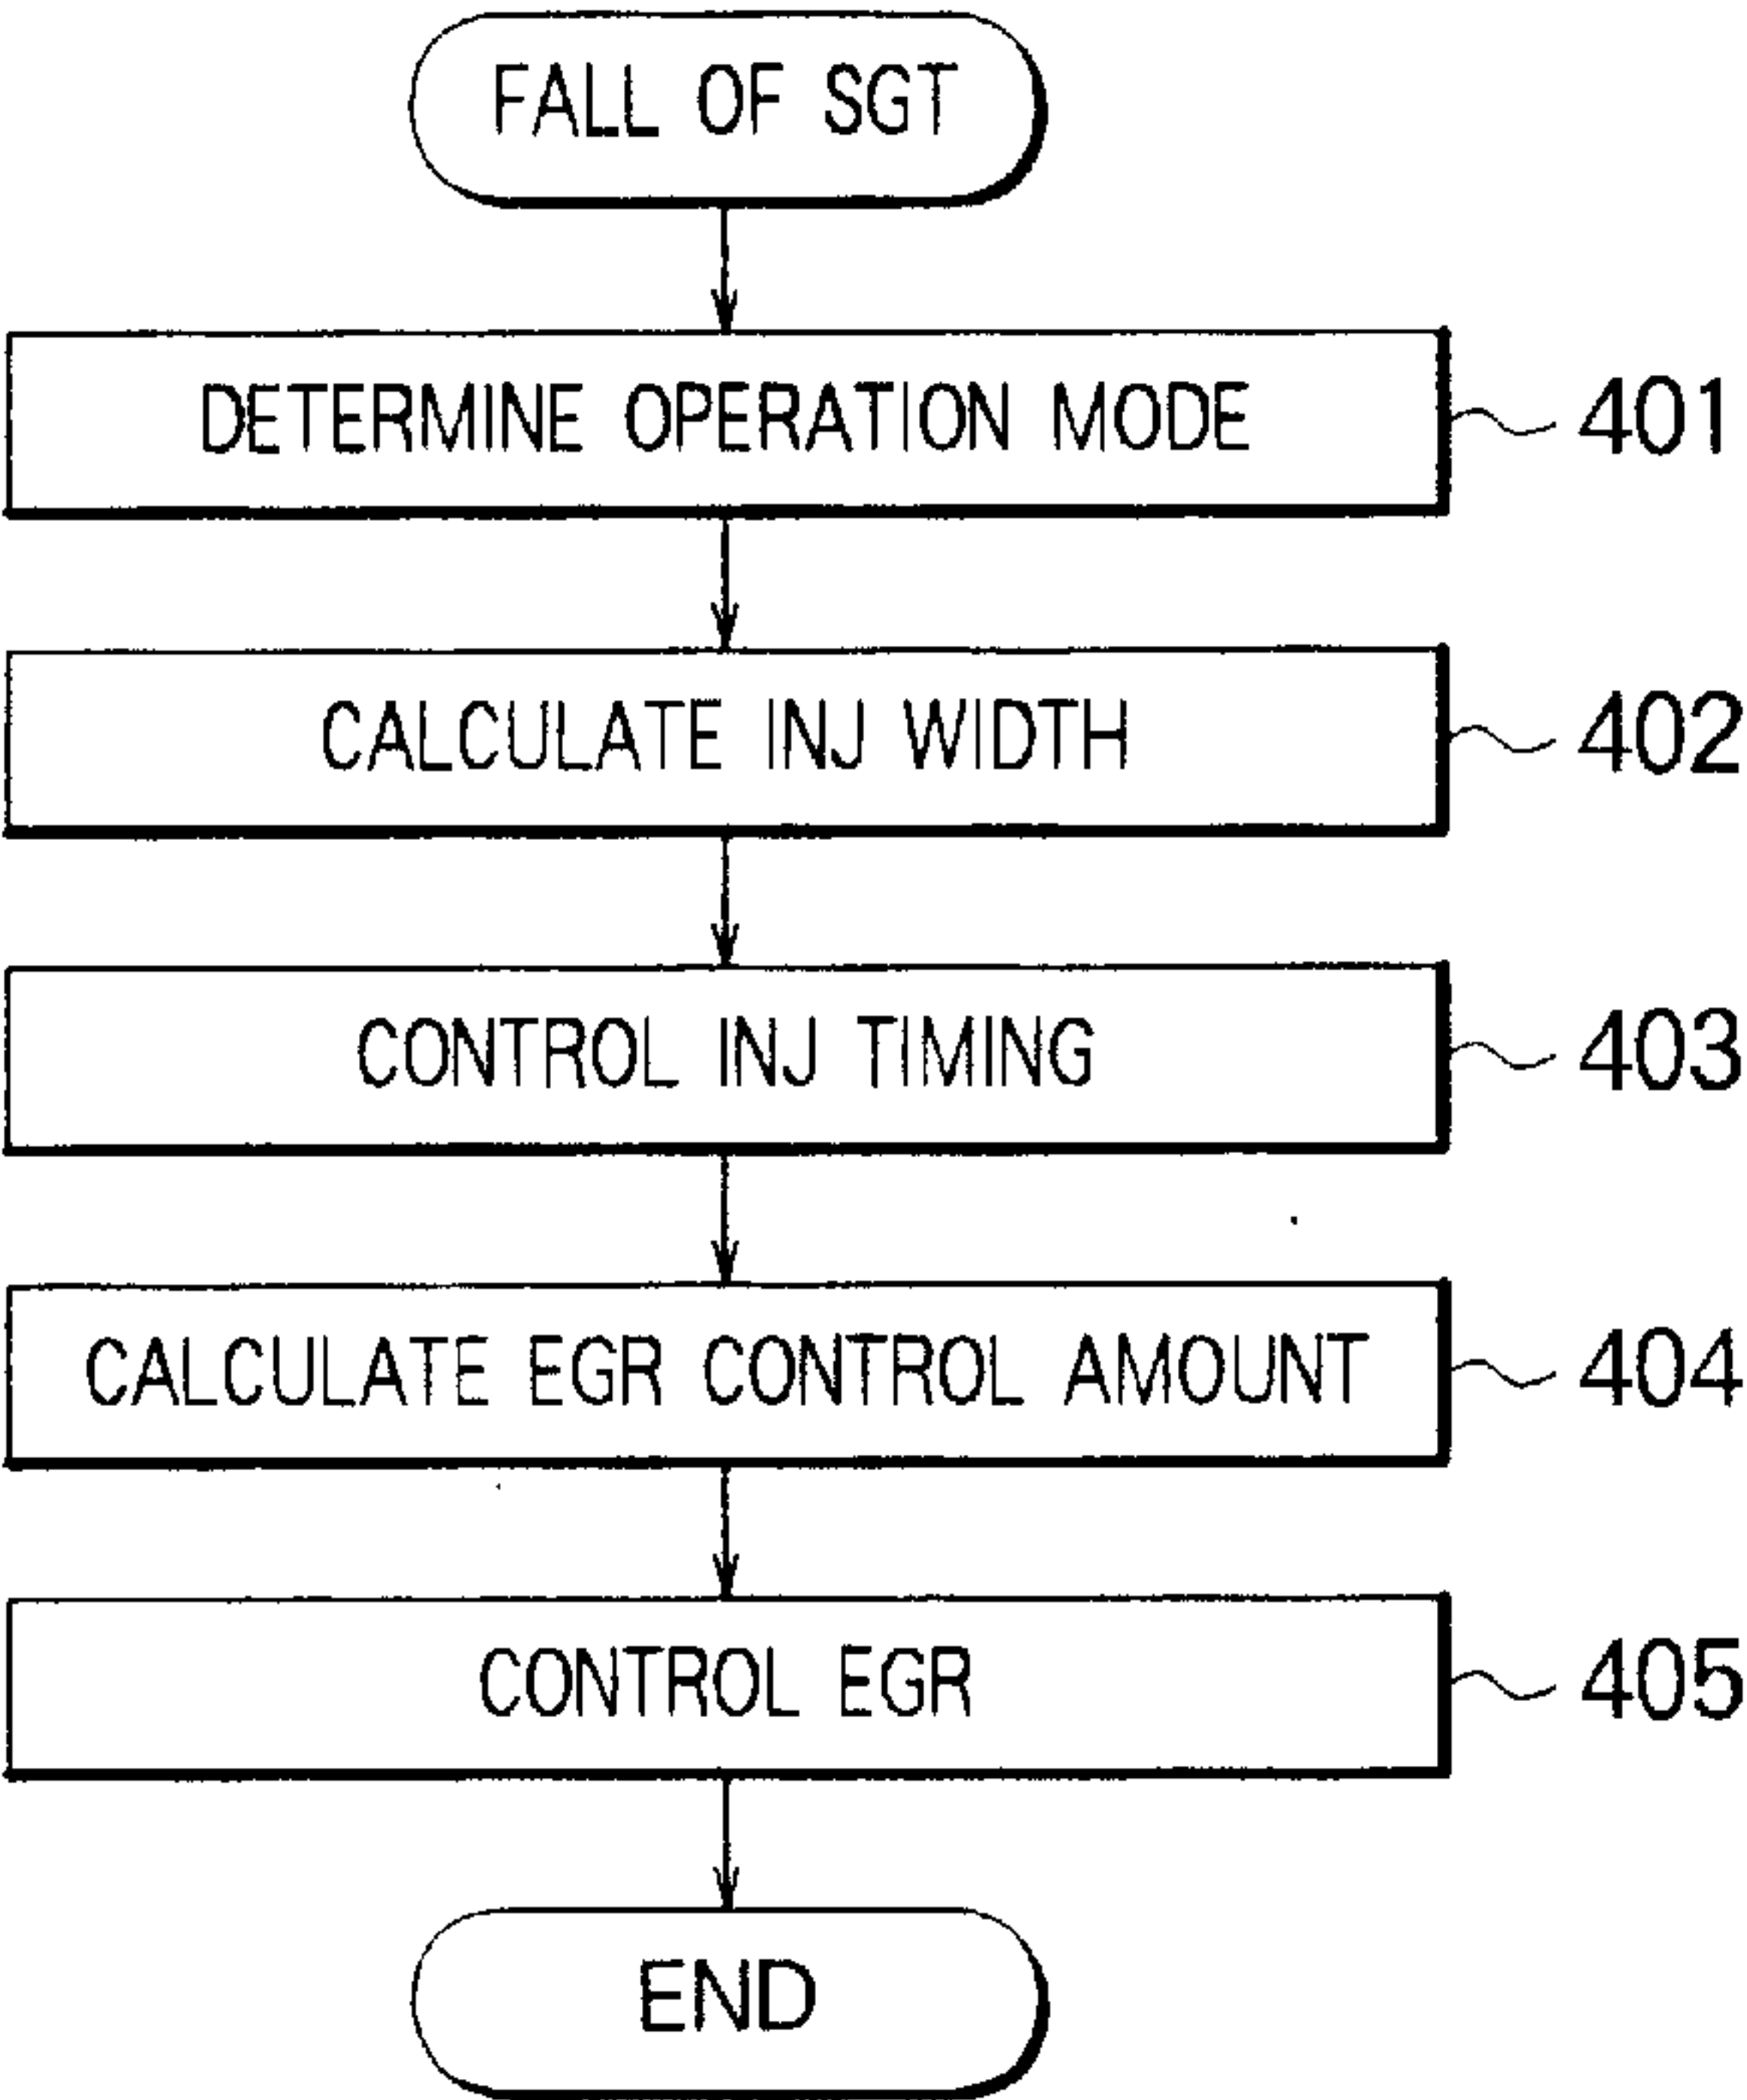 FALL OF SGT
DETERMINE OPERATION MODE
401
CALCULATE INJ WIDTH
402
CONTROL INJ TIMING
403
CALCULATE EGR CONTROL AMOUNT
404
CONTROL EGR
405
END